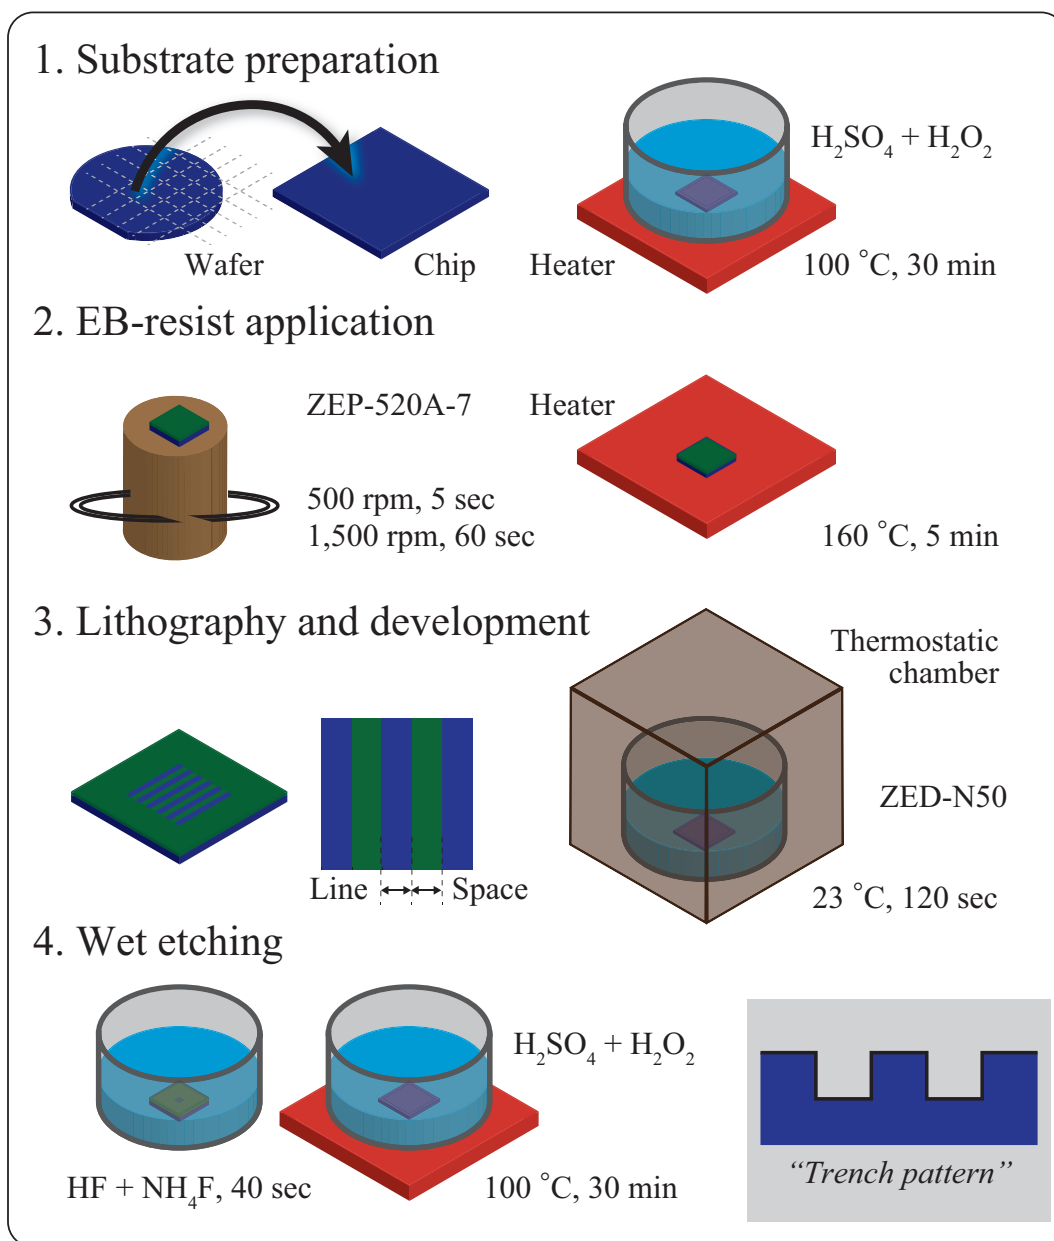 1. Substrate preparation
H₂SO₄ + H₂O₂
Wafer
Chip
Heater
100 °C, 30 min
2. EB-resist application
ZEP-520A-7
Heater
500 rpm, 5 sec
1,500 rpm, 60 sec
160 °C, 5 min
3. Lithography and development
Thermostatic
chamber
ZED-N50
Line
Space
23 °C, 120 sec
4. Wet etching
H₂SO₄ + H₂O₂
HF + NH₄F, 40 sec
100 °C, 30 min
“Trench pattern”